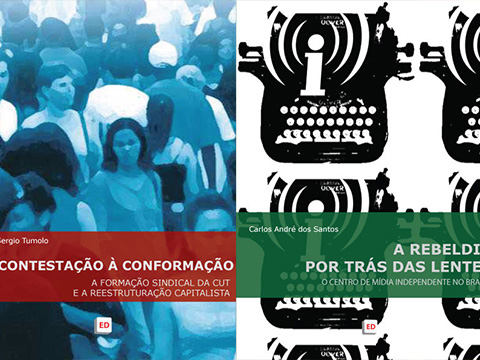 Sergio Tumolo
CONTESTAÇÃO À CONFORMAÇÃO
A FORMAÇÃO SINDICAL DA CUT
E A REESTRUTURAÇÃO CAPITALISTA
ED
i
Carlos André dos Santos
A REBELDI
POR TRÁS DAS LENTE
O CENTRO DE MÍDIA INDEPENDENTE NO BRA
ED